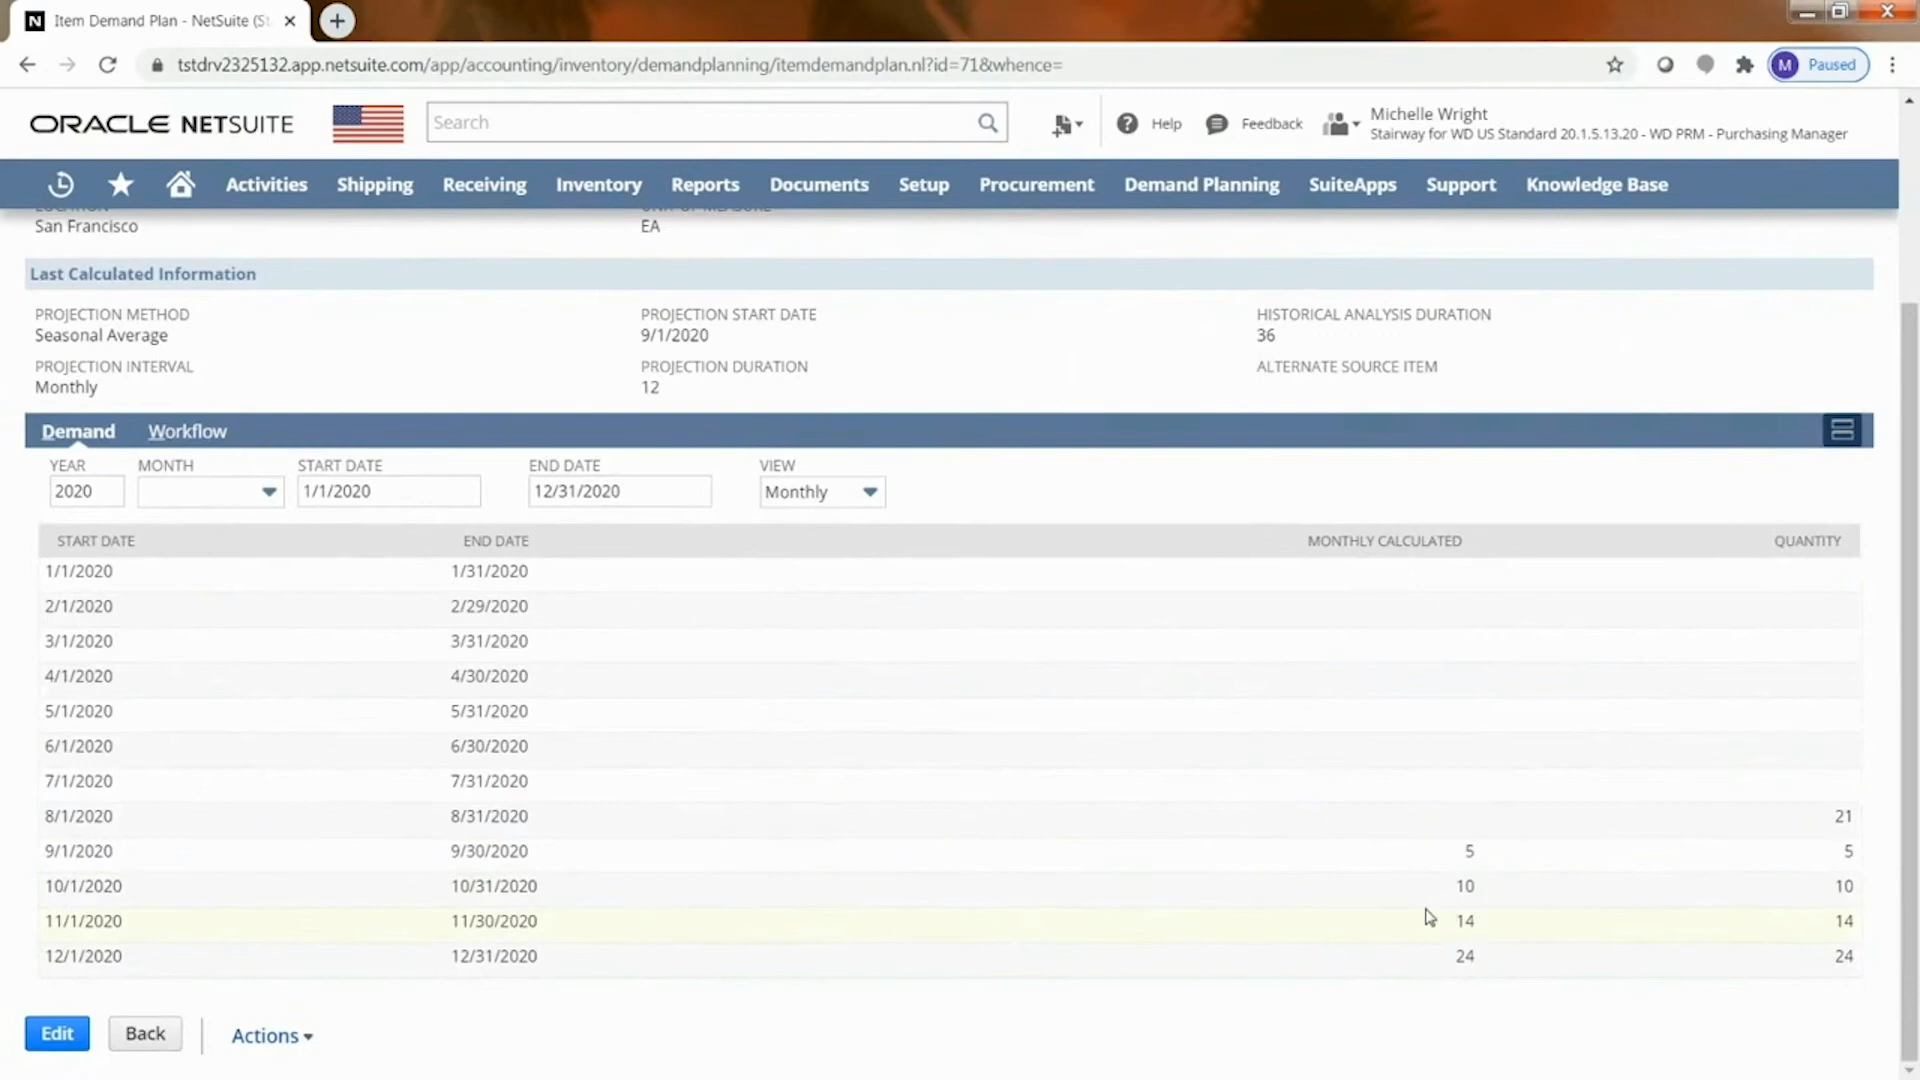 Item Demand Plan - NetSuite (St
tstdrv2325132.app.netsuite.com/app/accounting/inventory/demandplanning/itemdemandplan.nl?id=71&whence=
M Paused
ORACLE NETSUITE
Search
Help
Feedback
Michelle Wright
Stairway for WD US Standard 20.1.5.13.20 - WD PRM - Purchasing Manager
Activities Shipping Receiving Inventory Reports Documents Setup Procurement Demand Planning SuiteApps Support Knowledge Base
LOCATION UNIT OF MEASURE
San Francisco EA
Last Calculated Information
PROJECTION METHOD PROJECTION START DATE HISTORICAL ANALYSIS DURATION
Seasonal Average 9/1/2020 36
PROJECTION INTERVAL PROJECTION DURATION ALTERNATE SOURCE ITEM
Monthly 12
Demand Workflow
YEAR MONTH START DATE END DATE VIEW
2020 1/1/2020 12/31/2020 Monthly
START DATE END DATE MONTHLY CALCULATED QUANTITY
1/1/2020 1/31/2020
2/1/2020 2/29/2020
3/1/2020 3/31/2020
4/1/2020 4/30/2020
5/1/2020 5/31/2020
6/1/2020 6/30/2020
7/1/2020 7/31/2020
8/1/2020 8/31/2020 21
9/1/2020 9/30/2020 5 5
10/1/2020 10/31/2020 10 10
11/1/2020 11/30/2020 14 14
12/1/2020 12/31/2020 24 24
Edit Back Actions